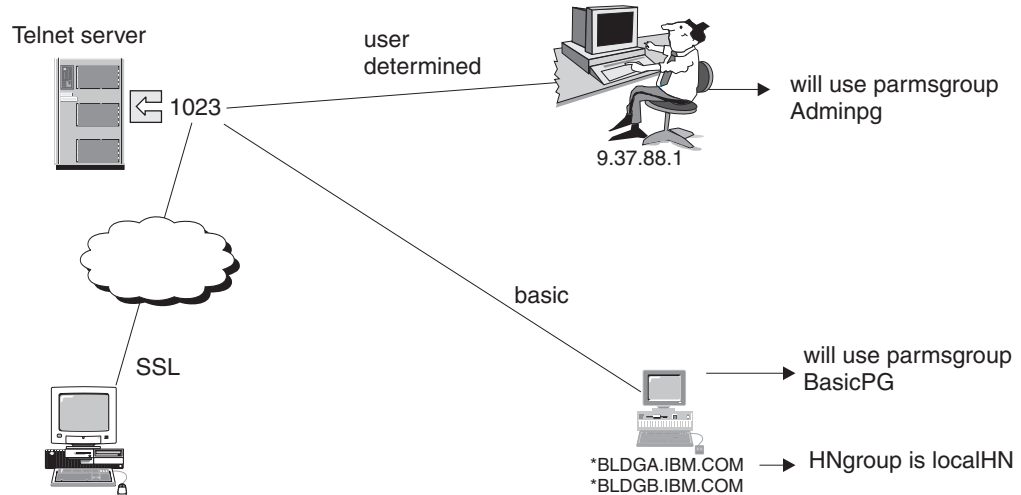 Telnet server
user
determined
1023
will use parmsgroup
Adminpg
9.37.88.1
basic
SSL
will use parmsgroup
BasicPG
*BLDGA.IBM.COM
*BLDGB.IBM.COM
HNgroup is localHN